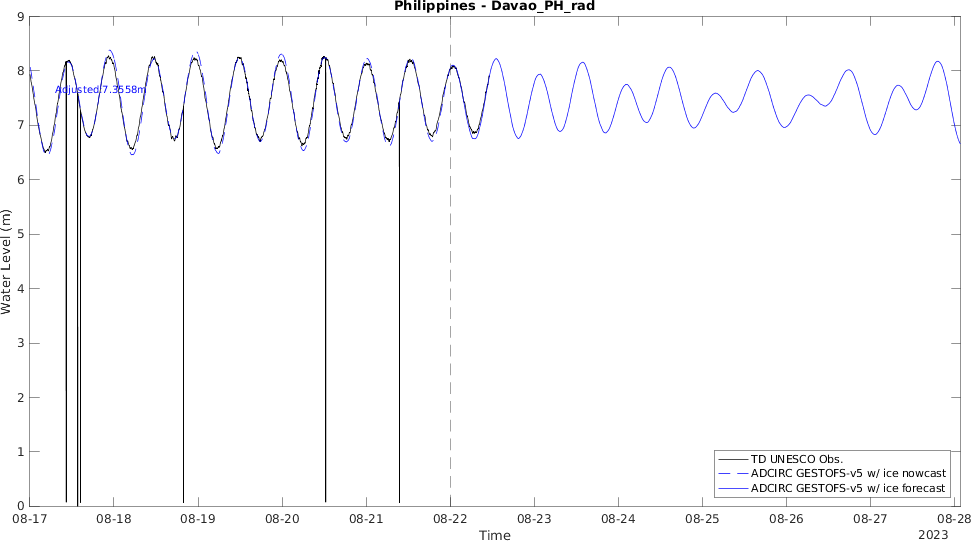 Philippines - Davao_PH_rad
9
8
Adjusted:7.3558m
7
6
5
4
3
2
1
0
Water Level (m)
TD UNESCO Obs.
ADCIRC GESTOFS-v5 w/ ice nowcast
ADCIRC GESTOFS-v5 w/ ice forecast
08-17 08-18 08-19 08-20 08-21 08-22 08-23 08-24 08-25 08-26 08-27 08-28
Time
2023